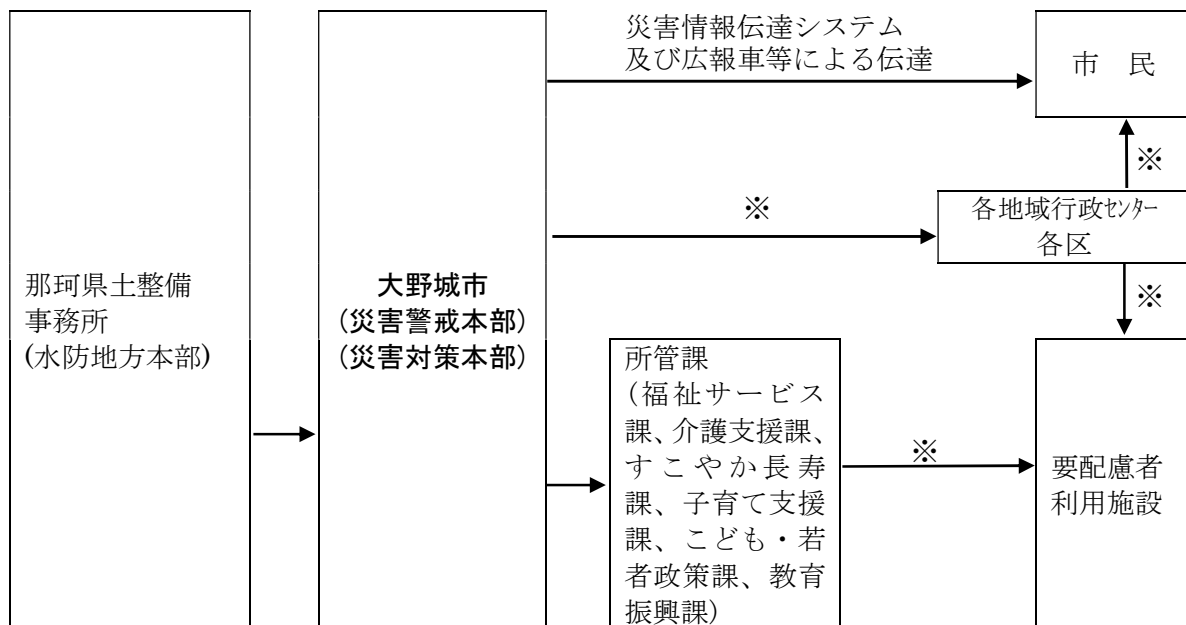 災害情報伝達システム
及び広報車等による伝達
市 民
※
※
各地域行政ｾﾝﾀｰ
各区
※
那珂県土整備
事務所
(水防地方本部)
大野城市
(災害警戒本部)
(災害対策本部)
所管課
(福祉サービス
課、介護支援課、
すこやか長寿
課、子育て支援
課、こども・若
者政策課、教育
振興課)
※
要配慮者
利用施設